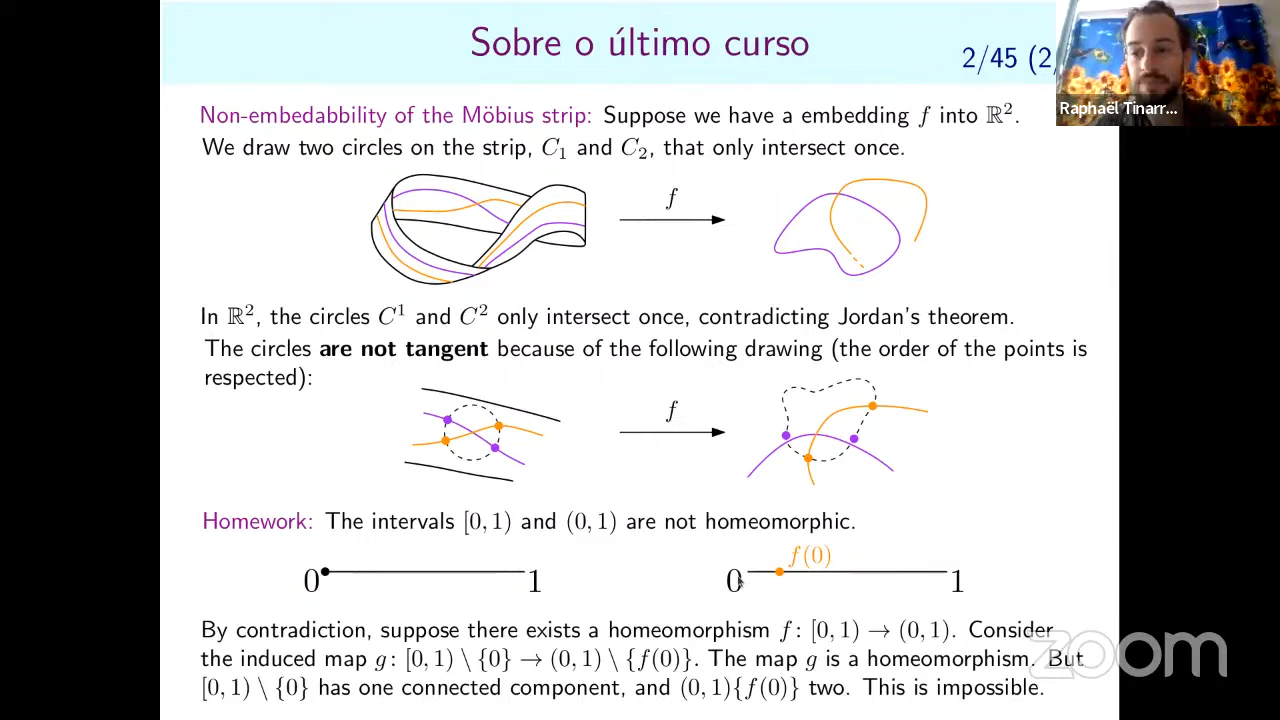 Sobre o último curso
2/45 (2/
Raphaël Tinarr...
Non-embedabbility of the Möbius strip: Suppose we have a embedding f into ℝ².
We draw two circles on the strip, C₁ and C₂, that only intersect once.
f
In ℝ², the circles C¹ and C² only intersect once, contradicting Jordan's theorem.
The circles are not tangent because of the following drawing (the order of the points is
respected):
f
Homework: The intervals [0, 1) and (0, 1) are not homeomorphic.
f(0)
0 1 0 1
By contradiction, suppose there exists a homeomorphism f: [0, 1) → (0, 1). Consider
the induced map g: [0, 1) \ {0} → (0, 1) \ {f(0)}. The map g is a homeomorphism. But
[0, 1) \ {0} has one connected component, and (0, 1){f(0)} two. This is impossible.
zoom